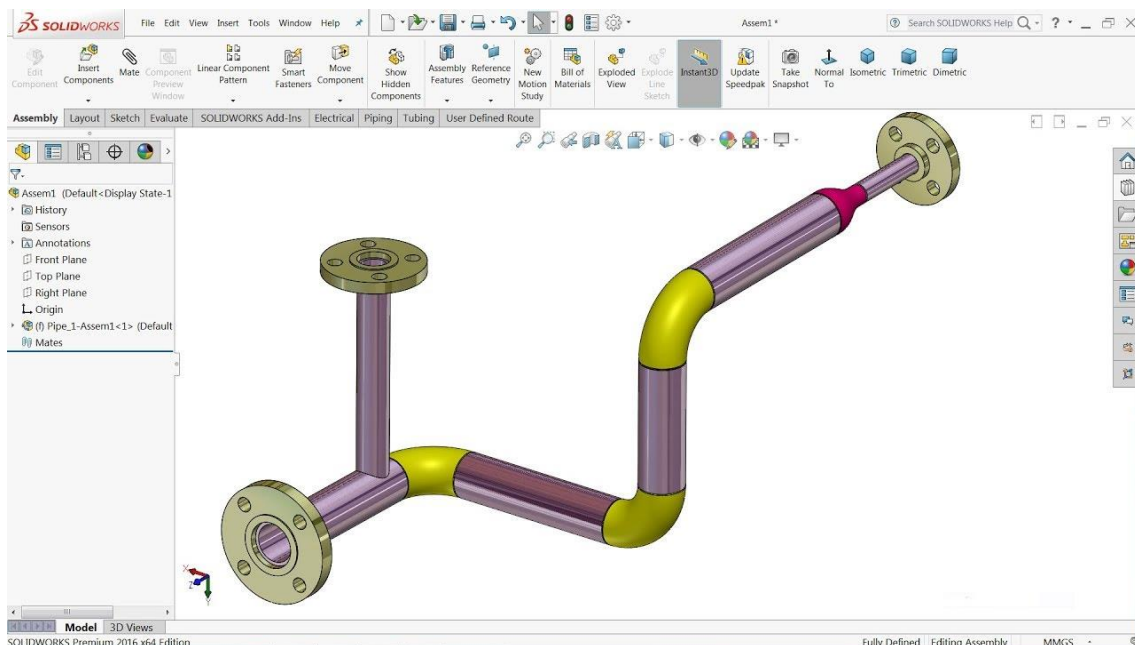 SOLIDWORKS
File Edit View Insert Tools Window Help
Assem1 *
Search SOLIDWORKS Help
Edit Component
Insert Components
Mate
Component Preview Window
Linear Component Pattern
Smart Fasteners
Move Component
Show Hidden Components
Assembly Features
Reference Geometry
New Motion Study
Bill of Materials
Exploded View
Explode Line Sketch
Instant3D
Update Speedpak
Take Snapshot
Normal To
Isometric
Trimetric
Dimetric
Assembly Layout Sketch Evaluate SOLIDWORKS Add-Ins Electrical Piping Tubing User Defined Route
Assem1 (Default<Display State-1
History
Sensors
Annotations
Front Plane
Top Plane
Right Plane
Origin
(f) Pipe_1-Assem1<1> (Default
Mates
X
Z
Y
Model 3D Views
SOLIDWORKS Premium 2016 x64 Edition
Fully Defined Editing Assembly MMGS